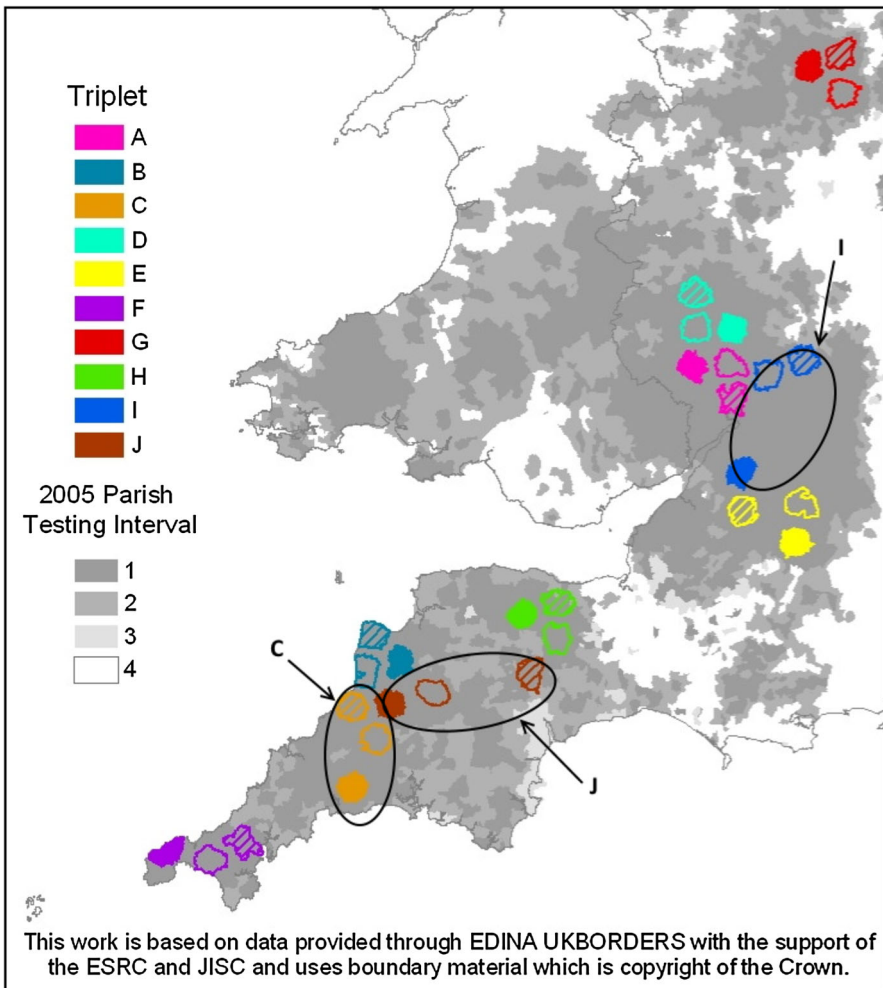 Triplet
A
B
C
D
E
F
G
H
I
J
2005 Parish
Testing Interval
1
2
3
4
I
C
J
This work is based on data provided through EDINA UKBORDERS with the support of
the ESRC and JISC and uses boundary material which is copyright of the Crown.